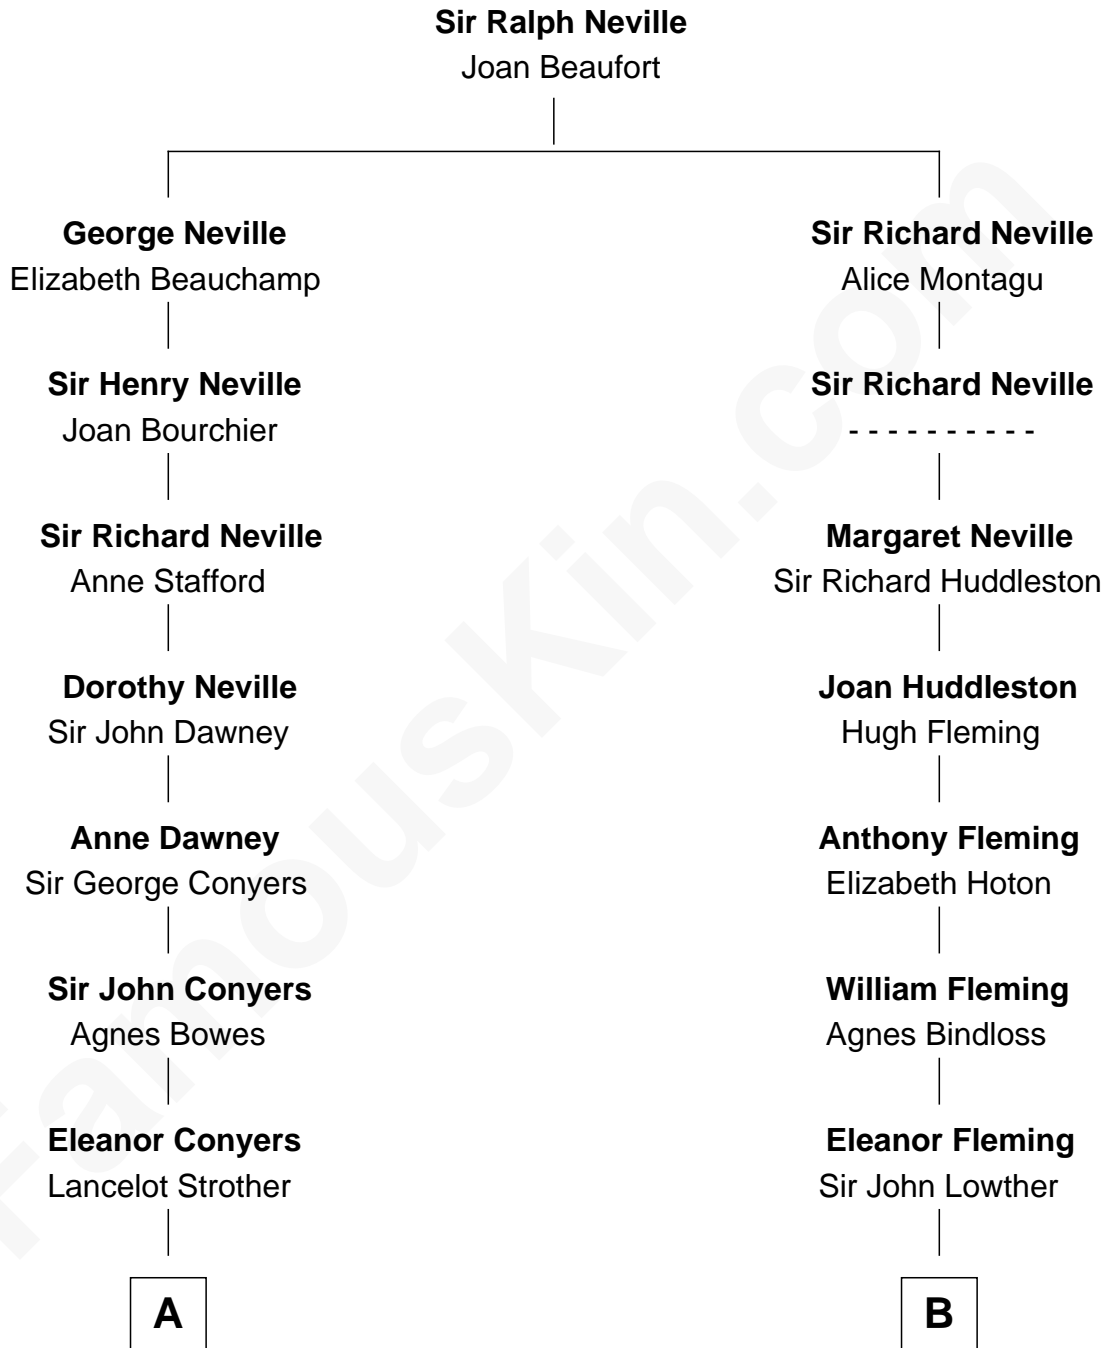 Sir Ralph Neville
Joan Beaufort
George Neville
Elizabeth Beauchamp
Sir Henry Neville
Joan Bourchier
Sir Richard Neville
Anne Stafford
Dorothy Neville
Sir John Dawney
Anne Dawney
Sir George Conyers
Sir John Conyers
Agnes Bowes
Eleanor Conyers
Lancelot Strother
A
Sir Richard Neville
Alice Montagu
Sir Richard Neville
- - - - - - - - - -
Margaret Neville
Sir Richard Huddleston
Joan Huddleston
Hugh Fleming
Anthony Fleming
Elizabeth Hoton
William Fleming
Agnes Bindloss
Eleanor Fleming
Sir John Lowther
B
FamousKin.com